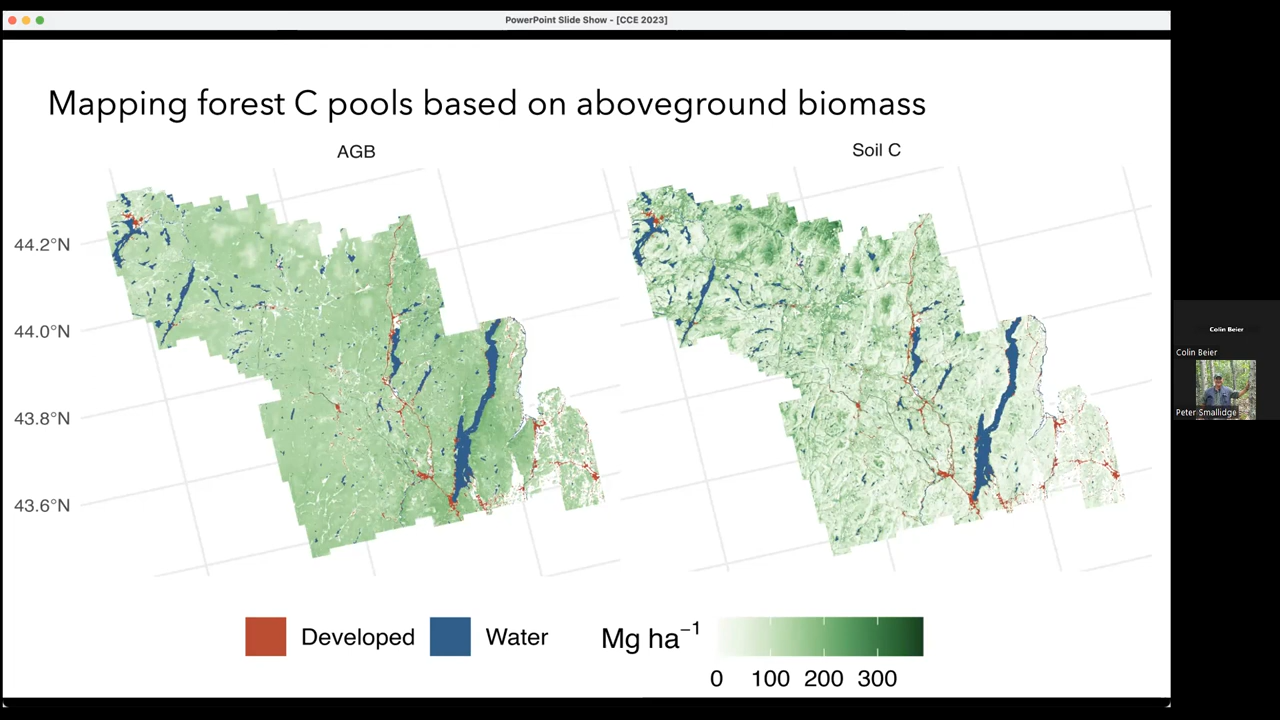 PowerPoint Slide Show - [CCE 2023]
Mapping forest C pools based on aboveground biomass
AGB
Soil C
44.2°N
44.0°N
43.8°N
43.6°N
Developed
Water
Mg ha⁻¹
0 100 200 300
Colin Beier
Colin Beier
Peter Smallidge